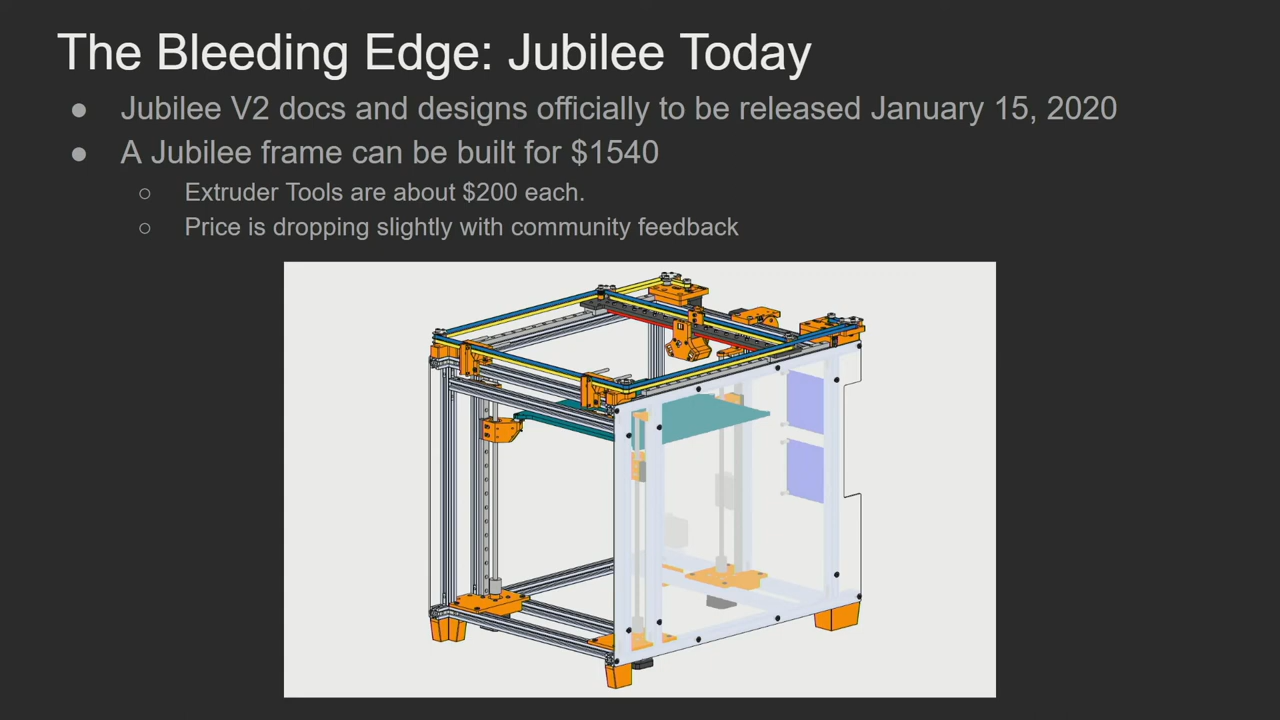 The Bleeding Edge: Jubilee Today
● Jubilee V2 docs and designs officially to be released January 15, 2020
● A Jubilee frame can be built for $1540
○ Extruder Tools are about $200 each.
○ Price is dropping slightly with community feedback